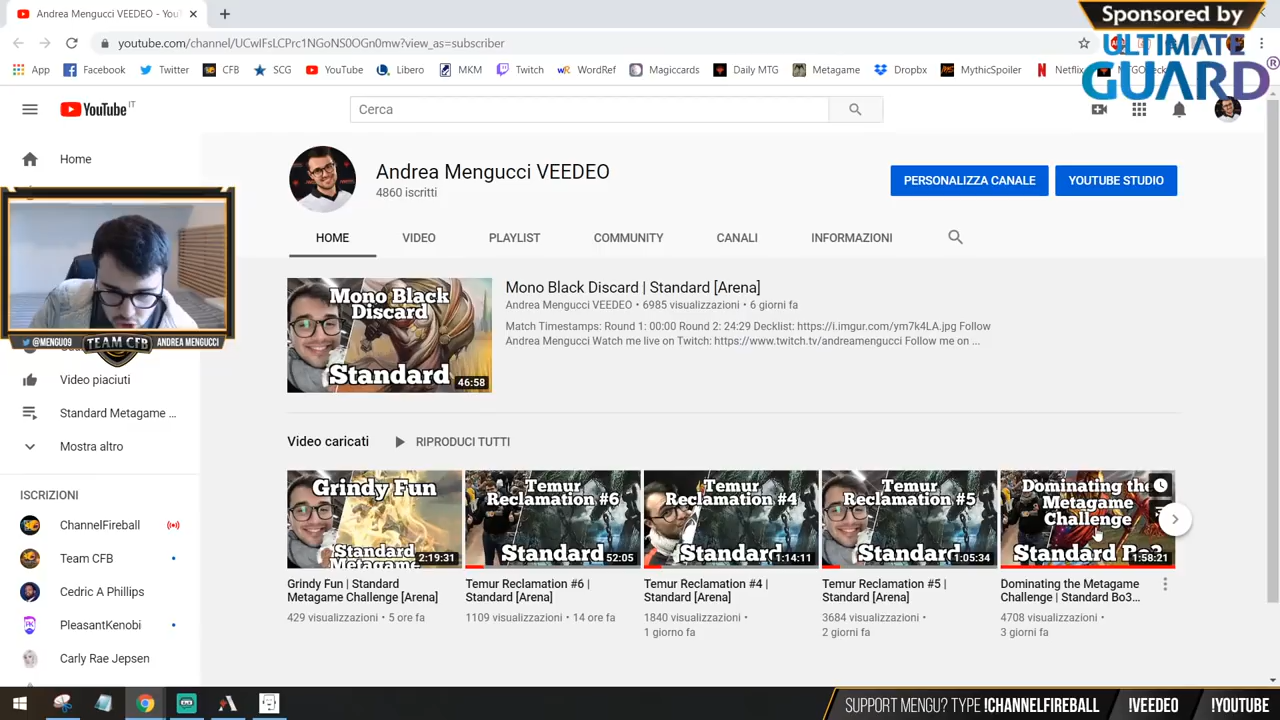 Andrea Mengucci VEEDEO - You
Sponsored by
ULTIMATE
GUARD®
youtube.com/channel/UCwIFsLCPrc1NGoNS0OGn0mw?view_as=subscriber
App Facebook Twitter CFB SCG YouTube Libero MKM Twitch WordRef Magiccards Daily MTG Metagame Dropbx MythicSpoiler Netflix
YouTube IT
Cerca
Home
Andrea Mengucci VEEDEO
4860 iscritti
PERSONALIZZA CANALE
YOUTUBE STUDIO
HOME VIDEO PLAYLIST COMMUNITY CANALI INFORMAZIONI
@MENGU09 TEAM CFB ANDREA MENGUCCI
Mono Black
Discard
Standard
46:58
Mono Black Discard | Standard [Arena]
Andrea Mengucci VEEDEO • 6985 visualizzazioni • 6 giorni fa
Match Timestamps: Round 1: 00:00 Round 2: 24:29 Decklist: https://i.imgur.com/ym7k4LA.jpg Follow
Andrea Mengucci Watch me live on Twitch: https://www.twitch.tv/andreamengucci Follow me on ...
Video piaciuti
Standard Metagame ...
Mostra altro
ISCRIZIONI
ChannelFireball
Team CFB
Cedric A Phillips
PleasantKenobi
Carly Rae Jepsen
Video caricati
RIPRODUCI TUTTI
Grindy Fun
Standard
Metagame
2:19:31
Grindy Fun | Standard
Metagame Challenge [Arena]
429 visualizzazioni • 5 ore fa
Temur
Reclamation #6
Standard
52:05
Temur Reclamation #6 |
Standard [Arena]
1109 visualizzazioni • 14 ore fa
Temur
Reclamation #4
Standard
1:14:11
Temur Reclamation #4 |
Standard [Arena]
1840 visualizzazioni •
1 giorno fa
Temur
Reclamation #5
Standard
1:05:34
Temur Reclamation #5 |
Standard [Arena]
3684 visualizzazioni •
2 giorni fa
Dominating the
Metagame
Challenge
Standard Bo3
1:58:21
Dominating the Metagame
Challenge | Standard Bo3...
4708 visualizzazioni •
3 giorni fa
SUPPORT MENGU? TYPE !CHANNELFIREBALL !VEEDEO !YOUTUBE